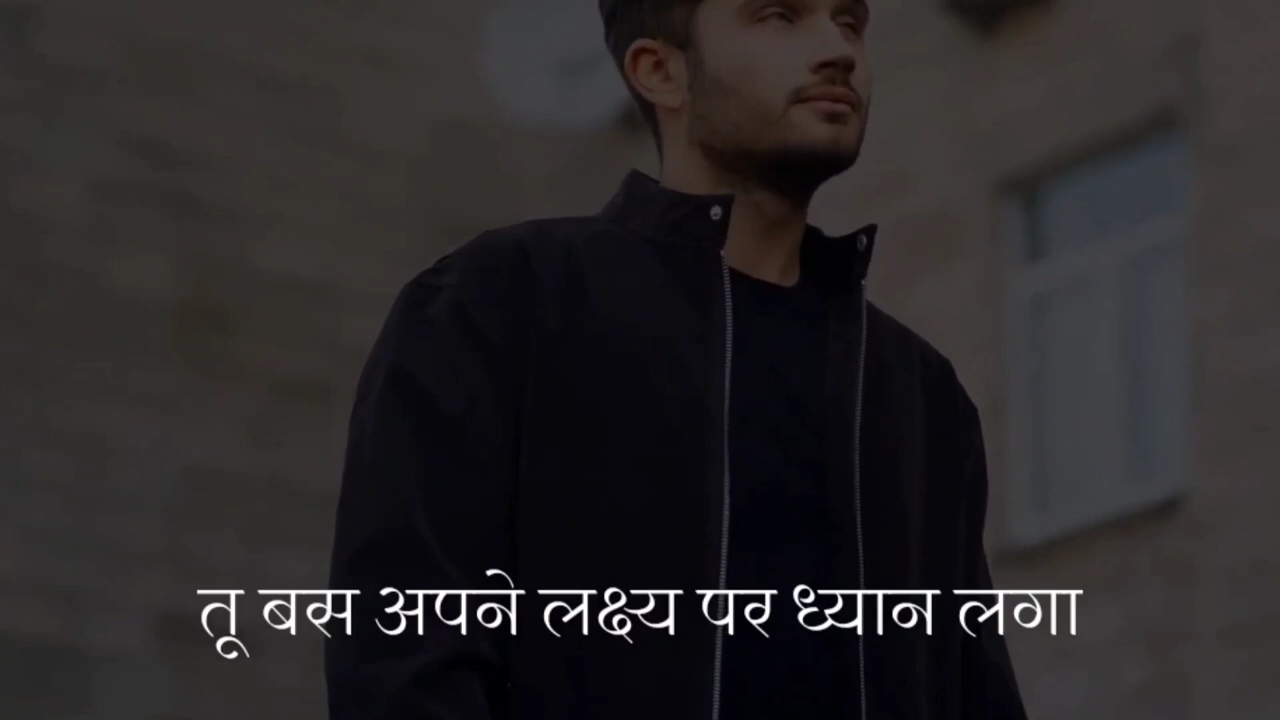 तू बस अपने लक्ष्य पर ध्यान लगा